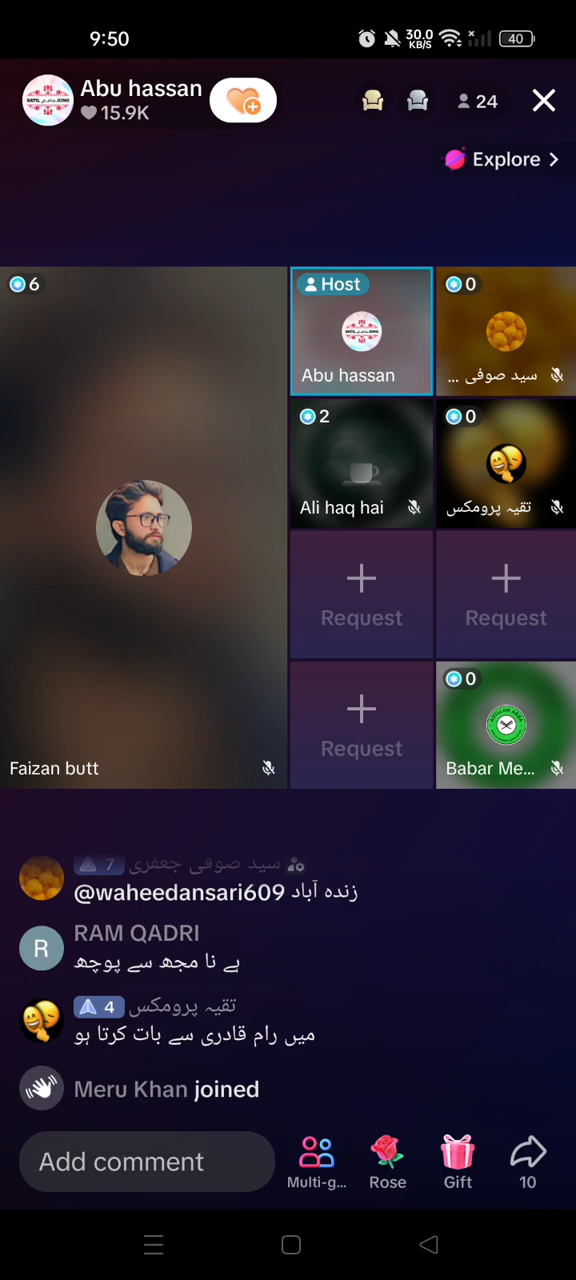 9:50
30.0
KB/S
40
Abu hassan
15.9K
24
Explore
6
Host
Abu hassan
0
سید صوفی ...
2
Ali haq hai
0
تقیہ پرومکس
Request
Request
Request
0
Babar Me...
Faizan butt
7 سید صوفی جعفری
@waheedansari609 زندہ آباد
R
RAM QADRI
ہے نا مجھ سے پوچھ
4 تقیہ پرومکس
میں رام قادری سے بات کرتا ہو
Meru Khan joined
Add comment
Multi-g...
Rose
Gift
10